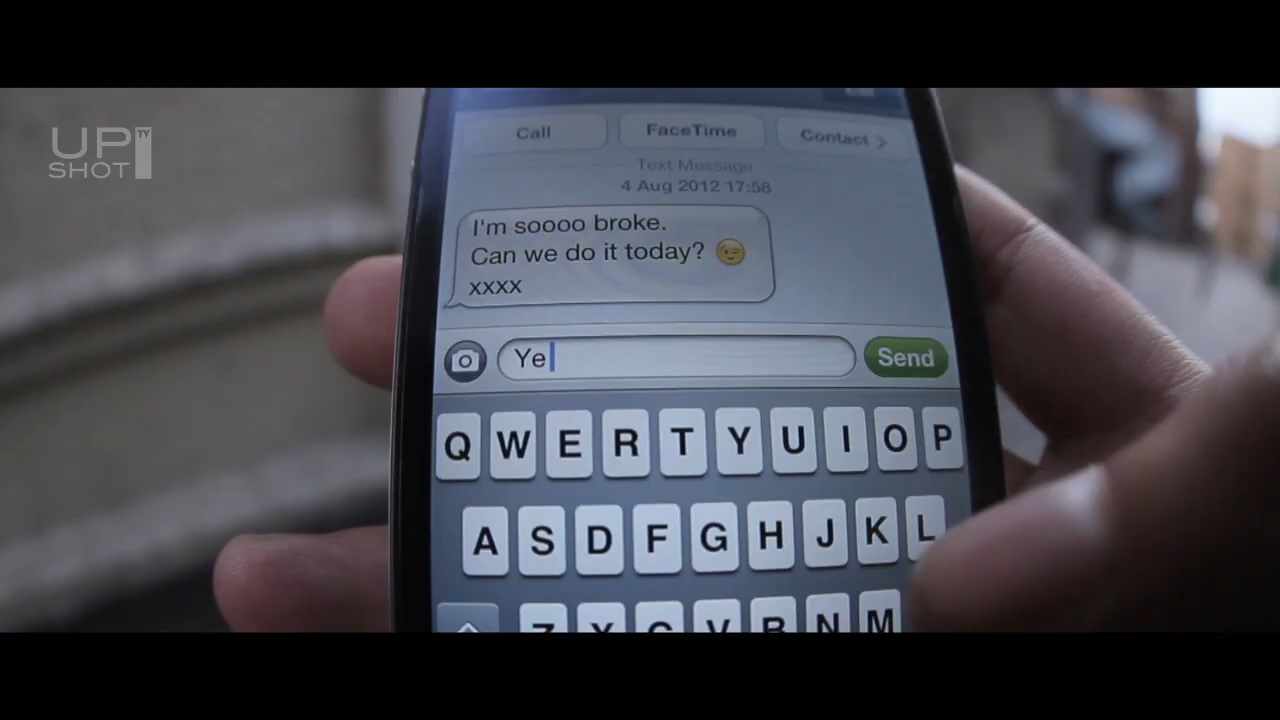 UP TV
SHOT
Call FaceTime Contact
Text Message
4 Aug 2012 17:58
I'm soooo broke.
Can we do it today? 😉
xxxx
Ye
Send
Q W E R T Y U I O P
A S D F G H J K L
Z X C V B N M